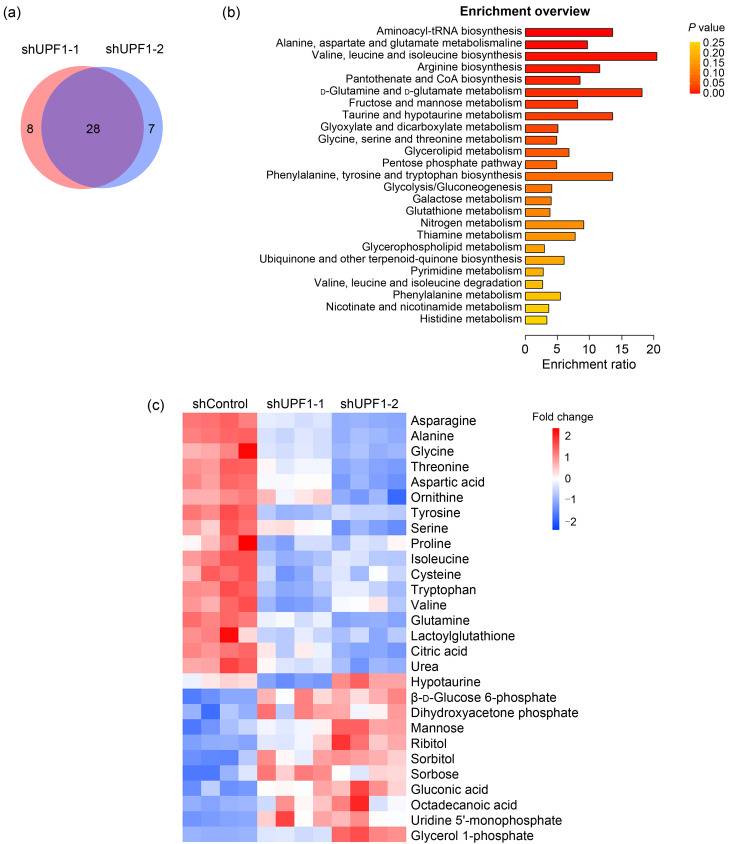 (a)
shUPF1-1 shUPF1-2
8 28 7
(b)
Enrichment overview
Aminoacyl-tRNA biosynthesis
Alanine, aspartate and glutamate metabolismaline
Valine, leucine and isoleucine biosynthesis
Arginine biosynthesis
Pantothenate and CoA biosynthesis
D-Glutamine and D-glutamate metabolism
Fructose and mannose metabolism
Taurine and hypotaurine metabolism
Glyoxylate and dicarboxylate metabolism
Glycine, serine and threonine metabolism
Glycerolipid metabolism
Pentose phosphate pathway
Phenylalanine, tyrosine and tryptophan biosynthesis
Glycolysis/Gluconeogenesis
Galactose metabolism
Glutathione metabolism
Nitrogen metabolism
Thiamine metabolism
Glycerophospholipid metabolism
Ubiquinone and other terpenoid-quinone biosynthesis
Pyrimidine metabolism
Valine, leucine and isoleucine degradation
Phenylalanine metabolism
Nicotinate and nicotinamide metabolism
Histidine metabolism
0 5 10 15 20
Enrichment ratio
P value
0.25
0.20
0.15
0.10
0.05
0.00
(c)
shControl shUPF1-1 shUPF1-2
Asparagine
Alanine
Glycine
Threonine
Aspartic acid
Ornithine
Tyrosine
Serine
Proline
Isoleucine
Cysteine
Tryptophan
Valine
Glutamine
Lactoylglutathione
Citric acid
Urea
Hypotaurine
β-D-Glucose 6-phosphate
Dihydroxyacetone phosphate
Mannose
Ribitol
Sorbitol
Sorbose
Gluconic acid
Octadecanoic acid
Uridine 5'-monophosphate
Glycerol 1-phosphate
Fold change
2
1
0
−1
−2